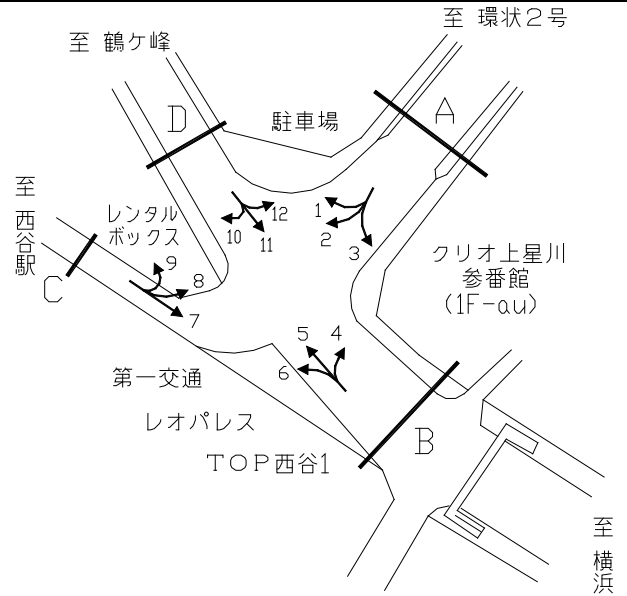 至 環状2号
至 鶴ケ峰
A
D
駐車場
至 西谷駅
レンタル
ボックス
1
2
3
10
11
12
クリオ上星川
参番館
(1F-au)
C
9
8
7
5
4
6
第一交通
レオパレス
TOP西谷1
B
至 横浜